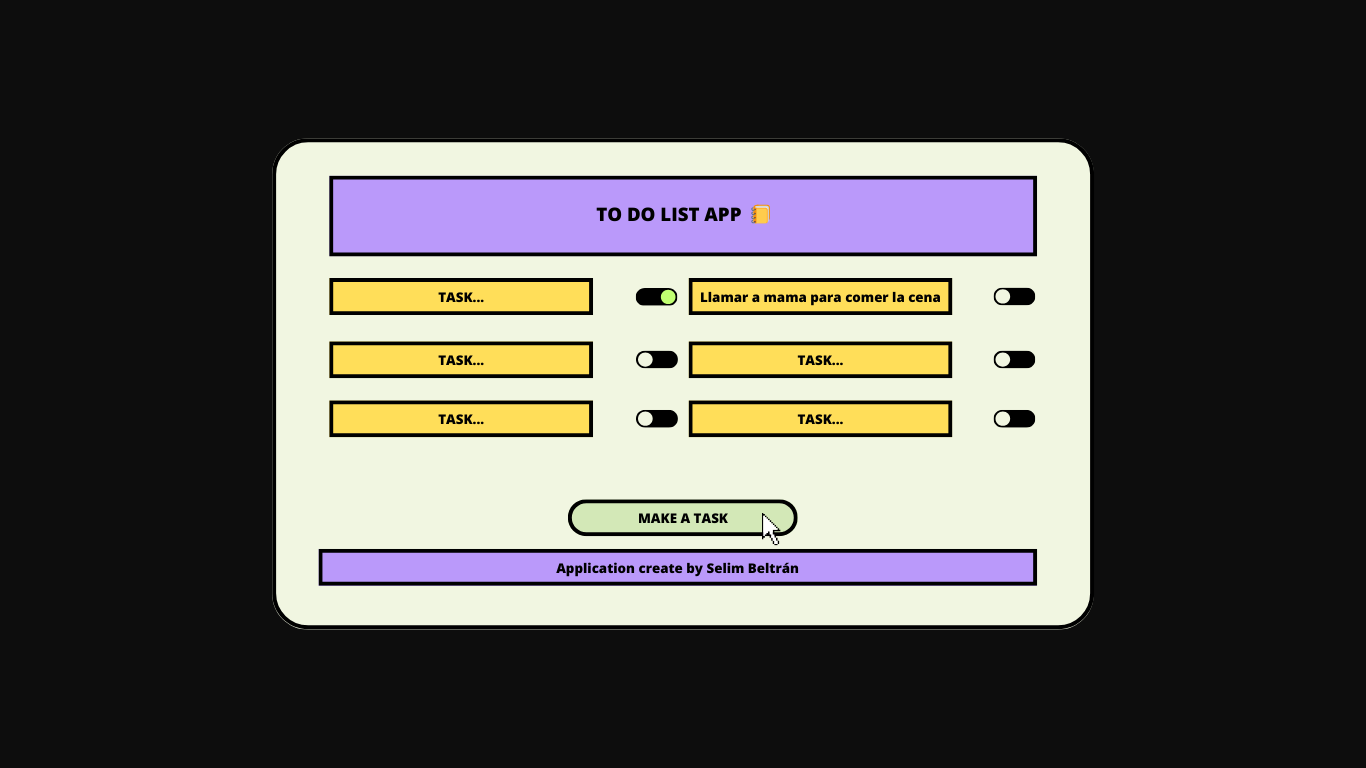 TO DO LIST APP 📒
TASK...
Llamar a mama para comer la cena
TASK...
TASK...
TASK...
TASK...
MAKE A TASK
Application create by Selim Beltrán